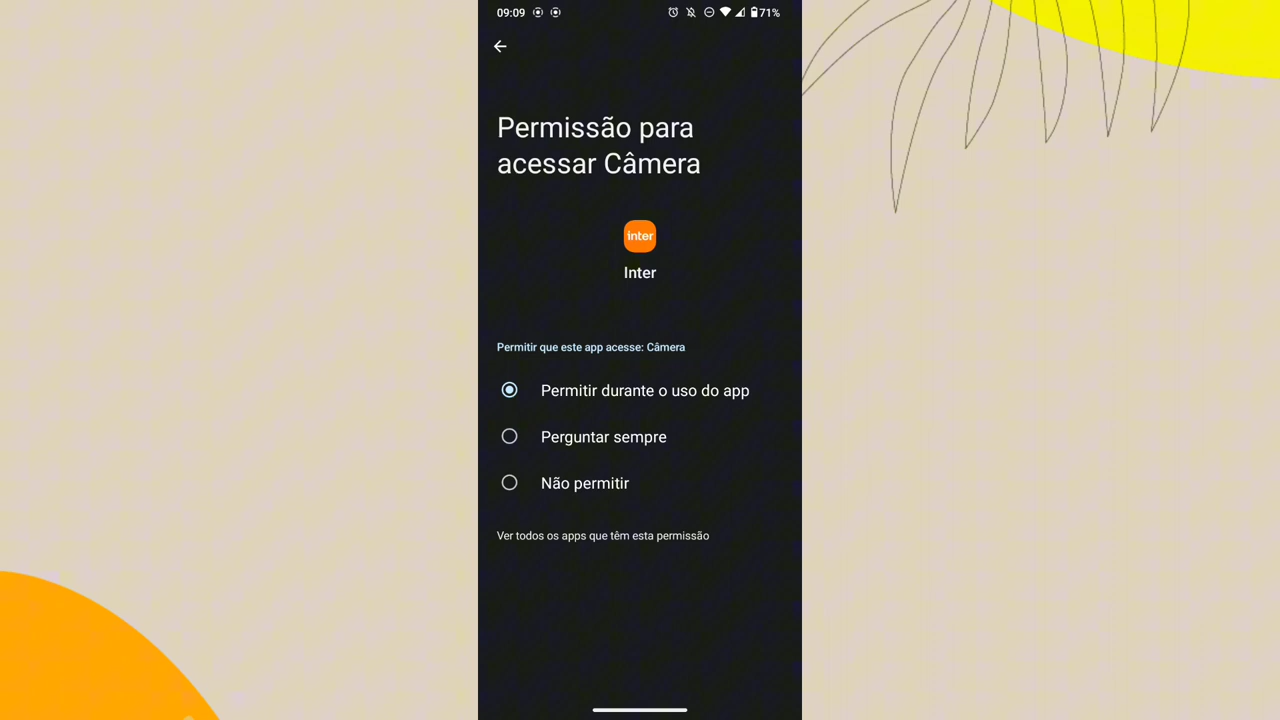 09:09
71%
Permissão para
acessar Câmera
inter
Inter
Permitir que este app acesse: Câmera
Permitir durante o uso do app
Perguntar sempre
Não permitir
Ver todos os apps que têm esta permissão